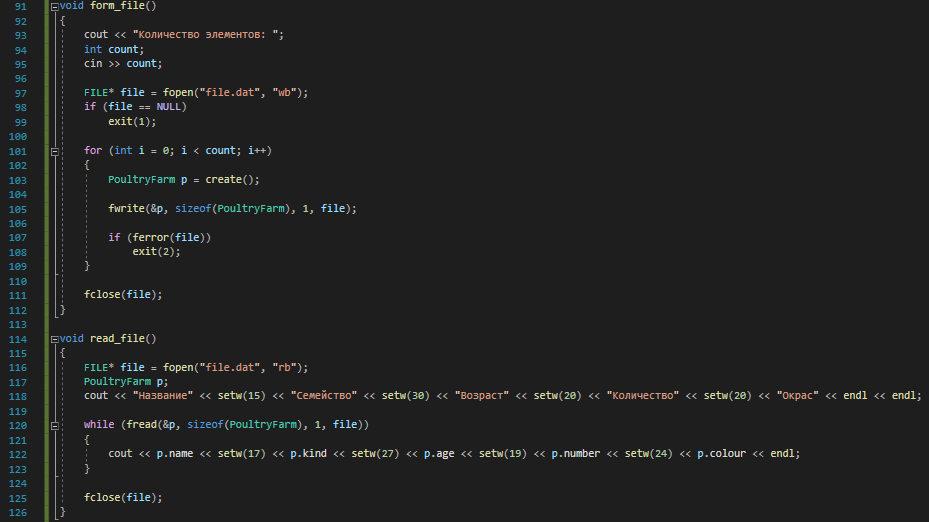 91 void form_file()
92 {
93 cout << "Количество элементов: ";
94 int count;
95 cin >> count;
96
97 FILE* file = fopen("file.dat", "wb");
98 if (file == NULL)
99 exit(1);
100
101 for (int i = 0; i < count; i++)
102 {
103 PoultryFarm p = create();
104
105 fwrite(&p, sizeof(PoultryFarm), 1, file);
106
107 if (ferror(file))
108 exit(2);
109 }
110
111 fclose(file);
112 }
113
114 void read_file()
115 {
116 FILE* file = fopen("file.dat", "rb");
117 PoultryFarm p;
118 cout << "Название" << setw(15) << "Семейство" << setw(30) << "Возраст" << setw(20) << "Количество" << setw(20) << "Окрас" << endl << endl;
119
120 while (fread(&p, sizeof(PoultryFarm), 1, file))
121 {
122 cout << p.name << setw(17) << p.kind << setw(27) << p.age << setw(19) << p.number << setw(24) << p.colour << endl;
123 }
124
125 fclose(file);
126 }